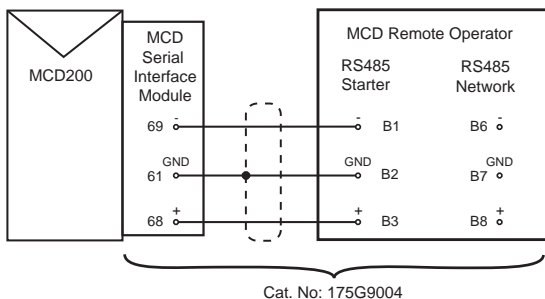 MCD200
MCD
Serial
Interface
Module
69 -
61 GND
68 +
MCD Remote Operator
RS485
Starter
RS485
Network
- B1
GND B2
+ B3
B6 -
B7 GND
B8 +
Cat. No: 175G9004